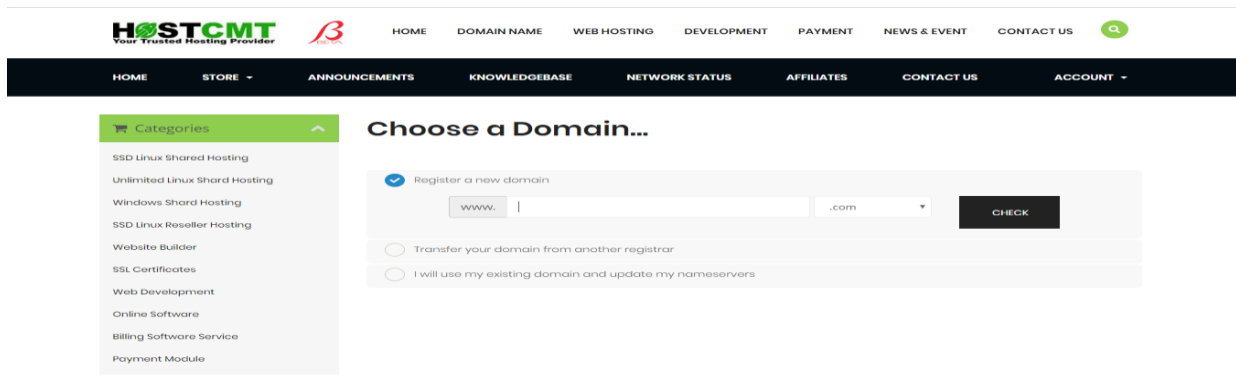 HOSTCMT
Your Trusted Hosting Provider
HOME DOMAIN NAME WEB HOSTING DEVELOPMENT PAYMENT NEWS & EVENT CONTACT US
HOME STORE ANNOUNCEMENTS KNOWLEDGEBASE NETWORK STATUS AFFILIATES CONTACT US ACCOUNT
Categories
SSD Linux Shared Hosting
Unlimited Linux Shard Hosting
Windows Shard Hosting
SSD Linux Reseller Hosting
Website Builder
SSL Certificates
Web Development
Online Software
Billing Software Service
Payment Module
Choose a Domain...
Register a new domain
www. .com CHECK
Transfer your domain from another registrar
I will use my existing domain and update my nameservers